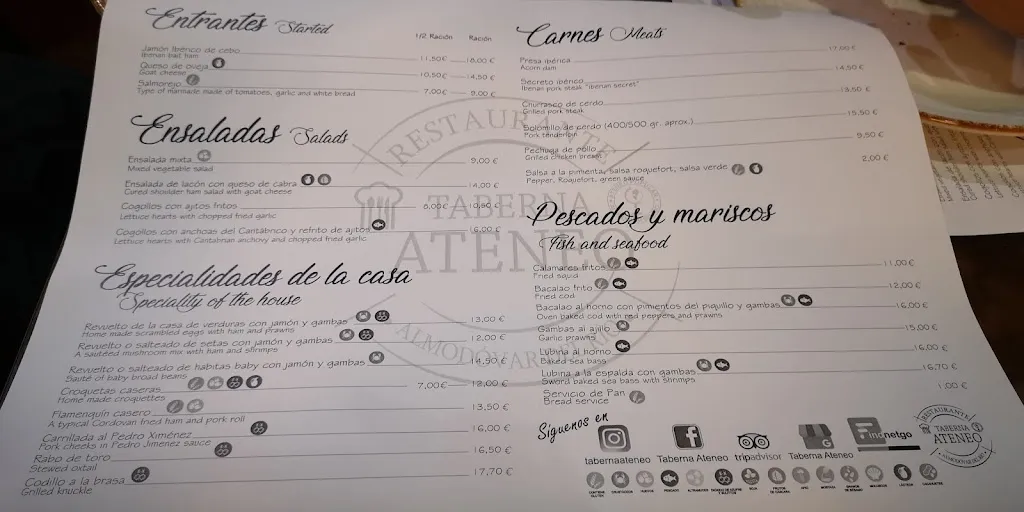 Entrantes Started
1/2 Ración Ración
Jamón Ibérico de cebo 11,50€ 18,00 €
Iberian bait ham
Queso de oveja 10,50€ 14,50 €
Goat cheese
Salmorejo 7,00€ 9,00 €
Type of marmade made of tomatoes, garlic and white bread
Ensaladas Salads
Ensalada mixta 9,00 €
Mixed vegetable salad
Ensalada de lacón con queso de cabra 14,00 €
Cured shoulder ham salad with goat cheese
Cogollos con ajitos fritos 8,00€ 10,90 €
Lettuce hearts with chopped fried garlic
Cogollos con anchoas del Cantábrico y refrito de ajitos 16,00 €
Lettuce hearts with Cantabrian anchovy and chopped fried garlic
Especialidades de la casa
Speciality of the house
Revuelto de la casa de verduras con jamón y gambas 13,00 €
Home made scrambled eggs with ham and prawns
Revuelto o salteado de setas con jamón y gambas 12,00 €
A sautéed mushroom mix with ham and shrimps
Revuelto o salteado de habitas baby con jamón y gambas 14,50 €
Sauté of baby broad beans
Croquetas caseras 7,00€ 12,00 €
Home made croquettes
Flamenquín casero 13,50 €
A typical Cordovan fried ham and pork roll
Carrillada al Pedro Ximénez 16,00 €
Pork cheeks in Pedro Jimenez sauce
Rabo de toro 16,50 €
Stewed oxtail
Codillo a la brasa 17,70 €
Grilled knuckle
Carnes Meats
Presa ibérica 17,00 €
Acorn dam
Secreto ibérico 14,50 €
Iberian pork steak "iberian secret"
Churrasco de cerdo 13,50 €
Grilled pork steak
Solomillo de cerdo (400/500 gr. aprox.) 15,50 €
Pork tenderloin
Pechuga de pollo 9,50 €
Grilled chicken breast
Salsa a la pimienta, salsa roquefort, salsa verde 2,00 €
Pepper, Roquefort, green sauce
Pescados y mariscos
Fish and seafood
Calamares fritos 11,00 €
Fried squid
Bacalao frito 12,00 €
Fried cod
Bacalao al horno con pimientos del piquillo y gambas 16,00 €
Oven baked cod with red peppers and prawns
Gambas al ajillo 15,00 €
Garlic prawns
Lubina al horno 16,00 €
Baked sea bass
Lubina a la espalda con gambas 16,70 €
Sword baked sea bass with shrimps
Servicio de Pan 1,00 €
Bread service
RESTAURANTE
TABERNA
ATENEO
Síguenos en
tabernaateneo Taberna Ateneo tripadvisor Taberna Ateneo Findnetgo
RESTAURANTE
TABERNA
ATENEO